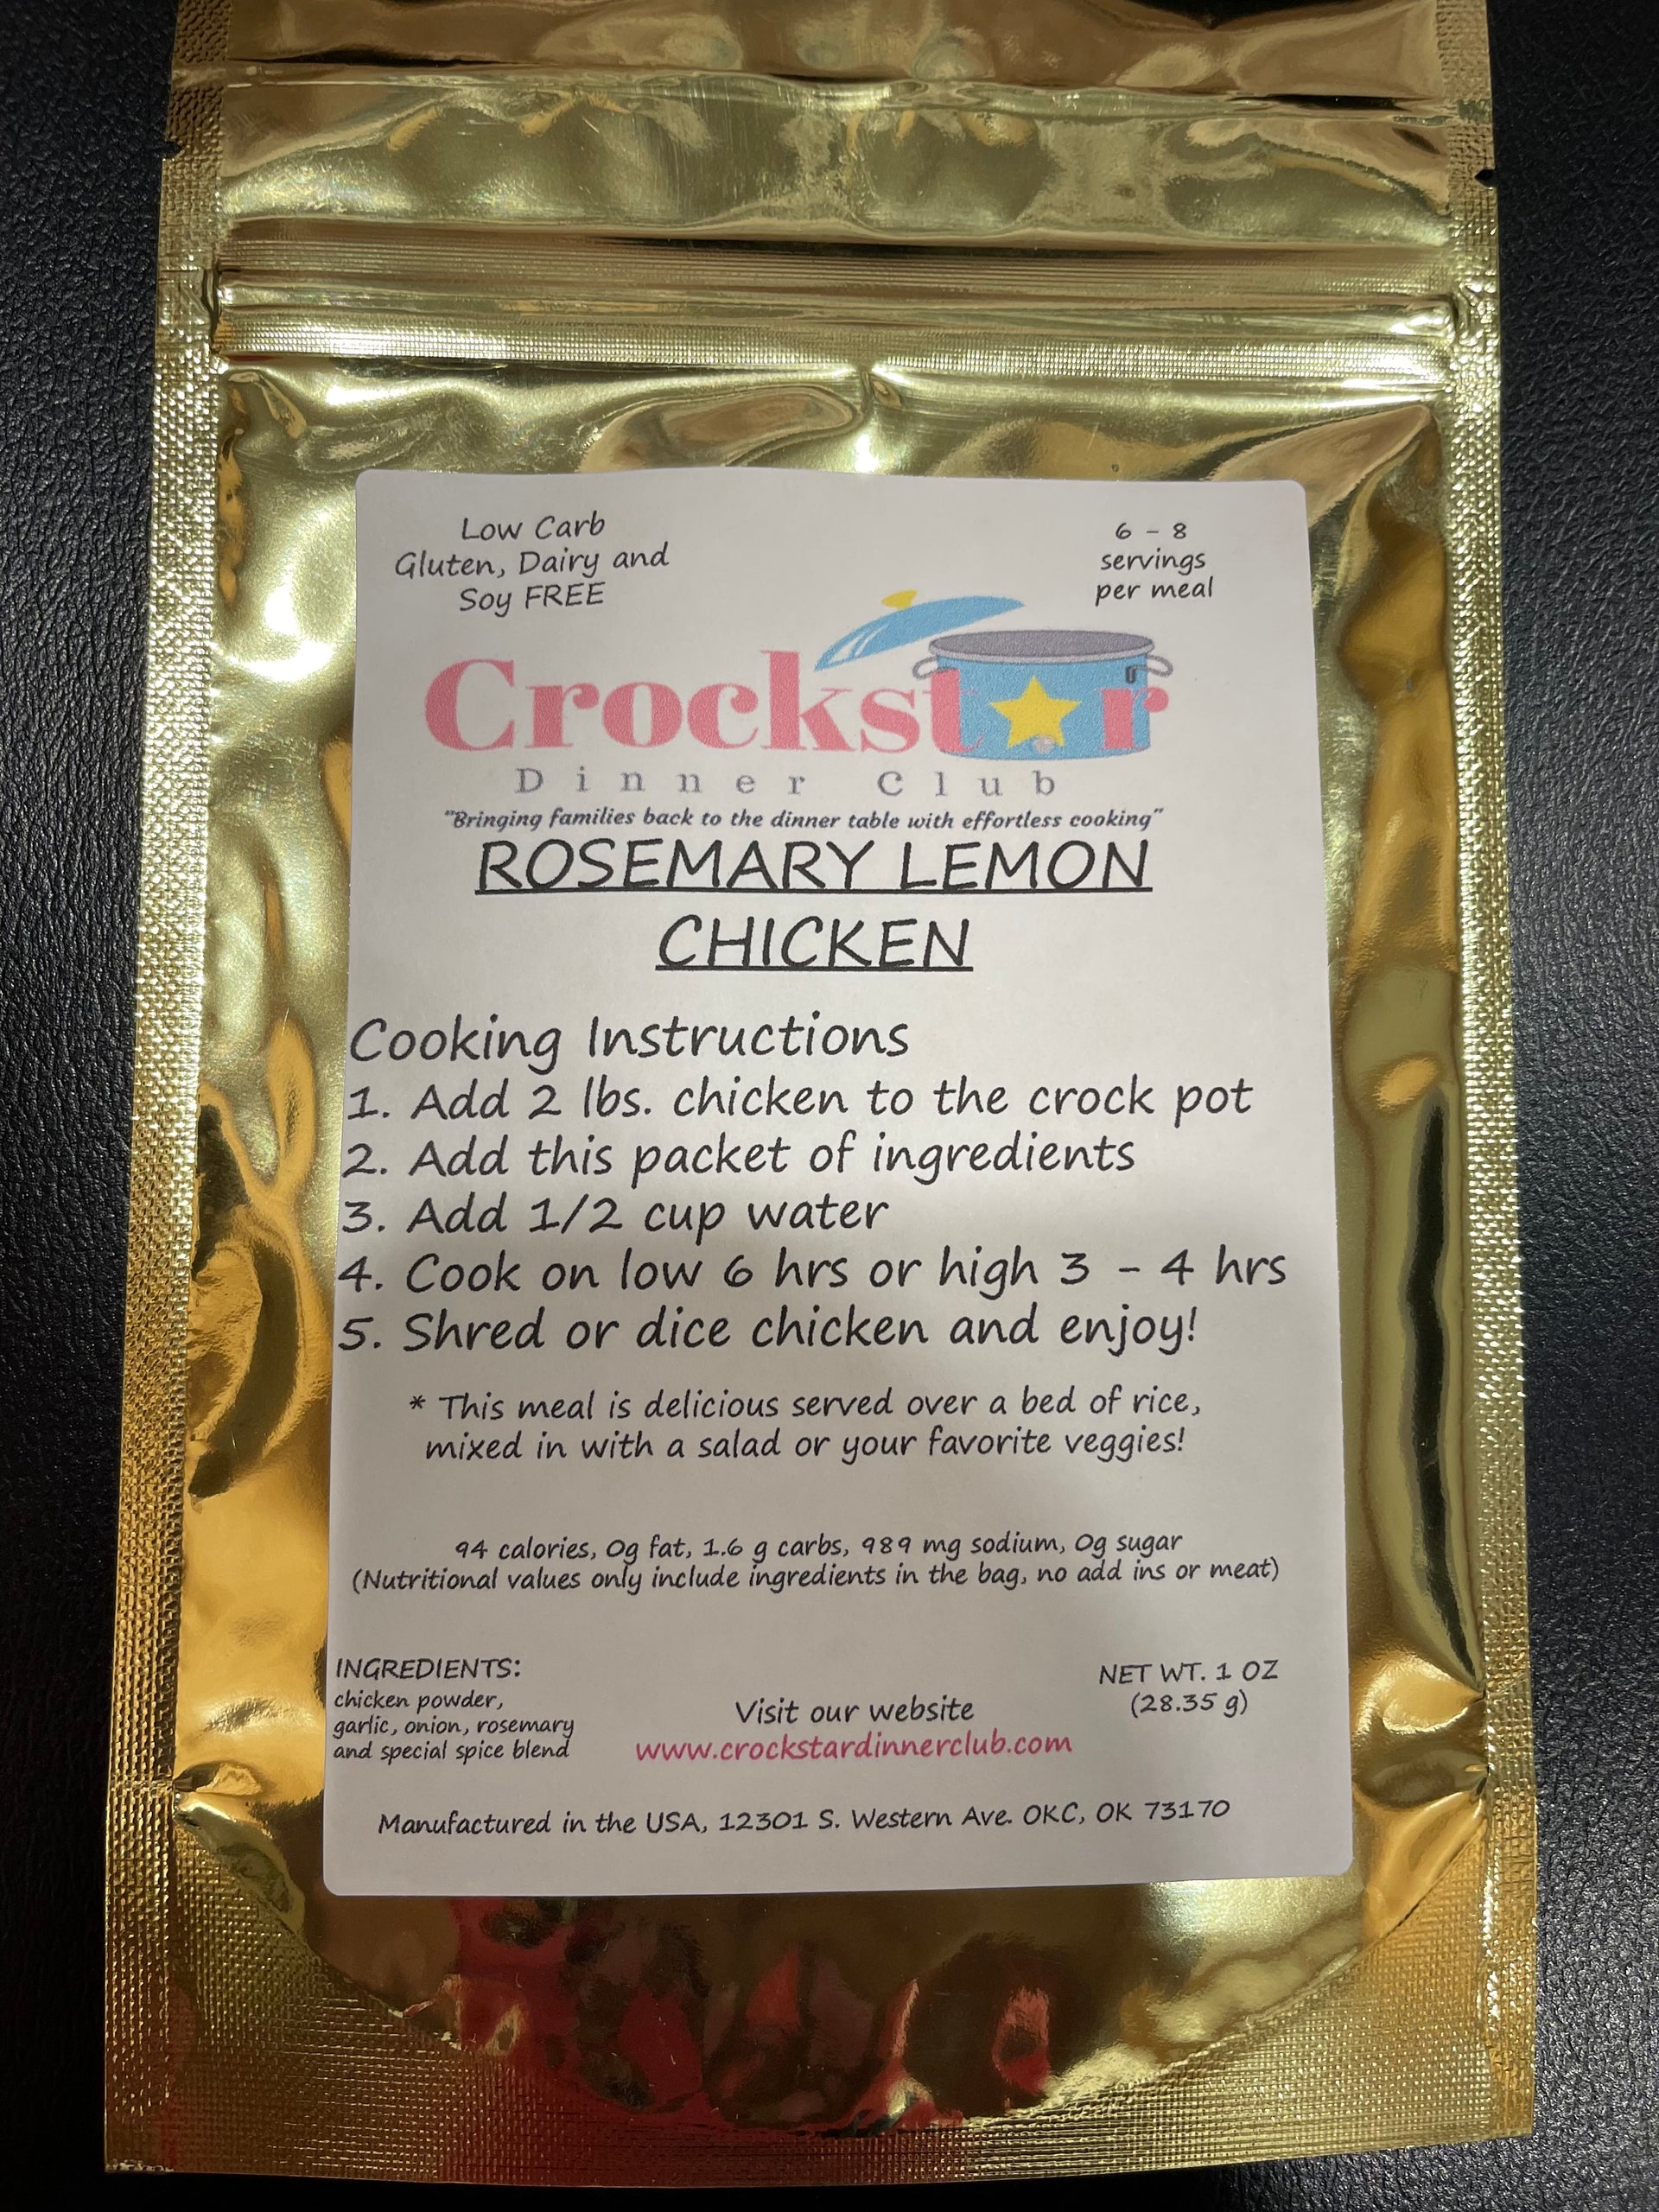 Low Carb
Gluten, Dairy and
Soy FREE
6 - 8
servings
per meal
Crockstar
Dinner Club
"Bringing families back to the dinner table with effortless cooking"
ROSEMARY LEMON
CHICKEN
Cooking Instructions
1. Add 2 lbs. chicken to the crock pot
2. Add this packet of ingredients
3. Add 1/2 cup water
4. Cook on low 6 hrs or high 3 - 4 hrs
5. Shred or dice chicken and enjoy!
* This meal is delicious served over a bed of rice,
mixed in with a salad or your favorite veggies!
94 calories, 0g fat, 1.6 g carbs, 989 mg sodium, 0g sugar
(Nutritional values only include ingredients in the bag, no add ins or meat)
INGREDIENTS:
chicken powder,
garlic, onion, rosemary
and special spice blend
Visit our website
www.crockstardinnerclub.com
NET WT. 1 OZ
(28.35 g)
Manufactured in the USA, 12301 S. Western Ave. OKC, OK 73170